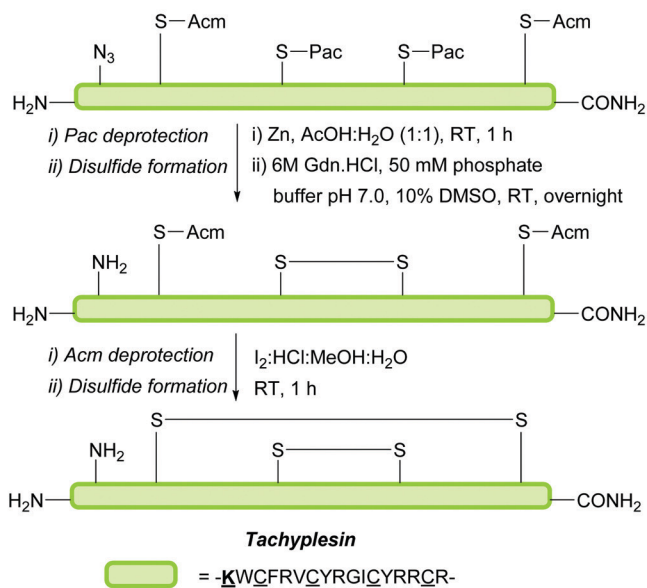 S—Acm S—Acm
N3 S—Pac S—Pac
H2N— —CONH2
i) Pac deprotection i) Zn, AcOH:H2O (1:1), RT, 1 h
ii) Disulfide formation ii) 6M Gdn.HCl, 50 mM phosphate
buffer pH 7.0, 10% DMSO, RT, overnight
S—Acm S—Acm
NH2 S S
H2N— —CONH2
i) Acm deprotection I2:HCl:MeOH:H2O
ii) Disulfide formation RT, 1 h
S S
NH2 S S
H2N— —CONH2
Tachyplesin
= -KWCFRVCYRGICYRRCR-